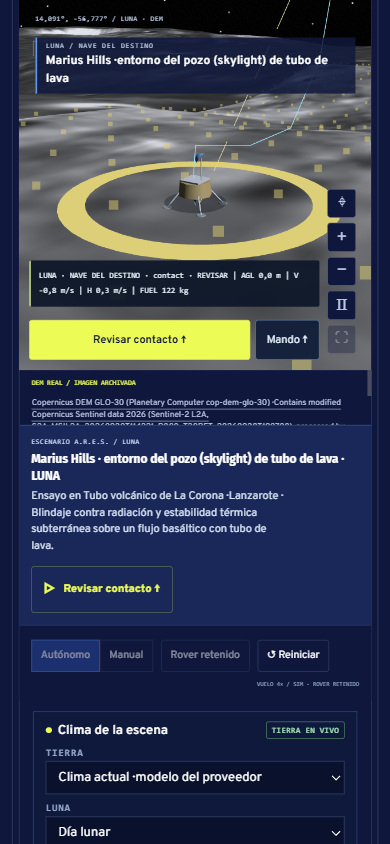 14,091°, -56,777° / LUNA · DEM
LUNA / NAVE DEL DESTINO
Marius Hills ·entorno del pozo (skylight) de tubo de
lava
LUNA · NAVE DEL DESTINO · contact · REVISAR | AGL 0,0 m | V
-0,8 m/s | H 0,3 m/s | FUEL 122 kg
Revisar contacto ↑
Mando ↑
+
−
DEM REAL / IMAGEN ARCHIVADA
Copernicus DEM GLO-30 (Planetary Computer cop-dem-glo-30) ·Contains modified
Copernicus Sentinel data 2026 (Sentinel-2 L2A,
ESCENARIO A.R.E.S. / LUNA
Marius Hills · entorno del pozo (skylight) de tubo de lava ·
LUNA
Ensayo en Tubo volcánico de La Corona ·Lanzarote ·
Blindaje contra radiación y estabilidad térmica
subterránea sobre un flujo basáltico con tubo de
lava.
Revisar contacto ↑
Autónomo
Manual
Rover retenido
↺ Reiniciar
VUELO 4× / SIM · ROVER RETENIDO
Clima de la escena
TIERRA EN VIVO
TIERRA
Clima actual ·modelo del proveedor
LUNA
Día lunar